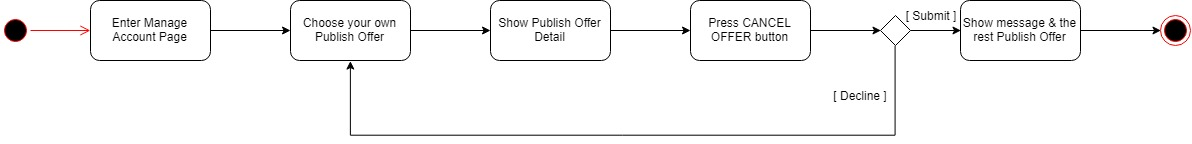 Enter Manage
Account Page
Choose your own
Publish Offer
Show Publish Offer
Detail
Press CANCEL
OFFER button
[ Submit ]
Show message & the
rest Publish Offer
[ Decline ]